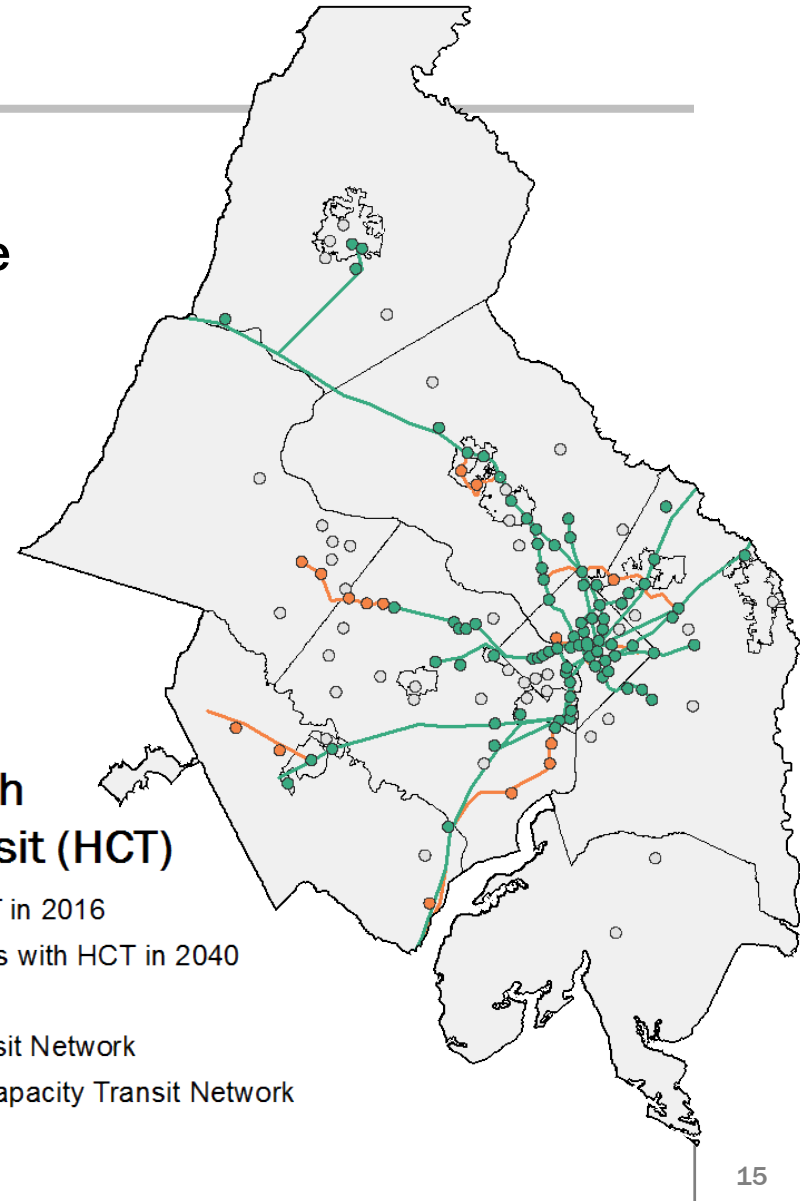 e
h
sit (HCT)
T in 2016
s with HCT in 2040
sit Network
apacity Transit Network
15